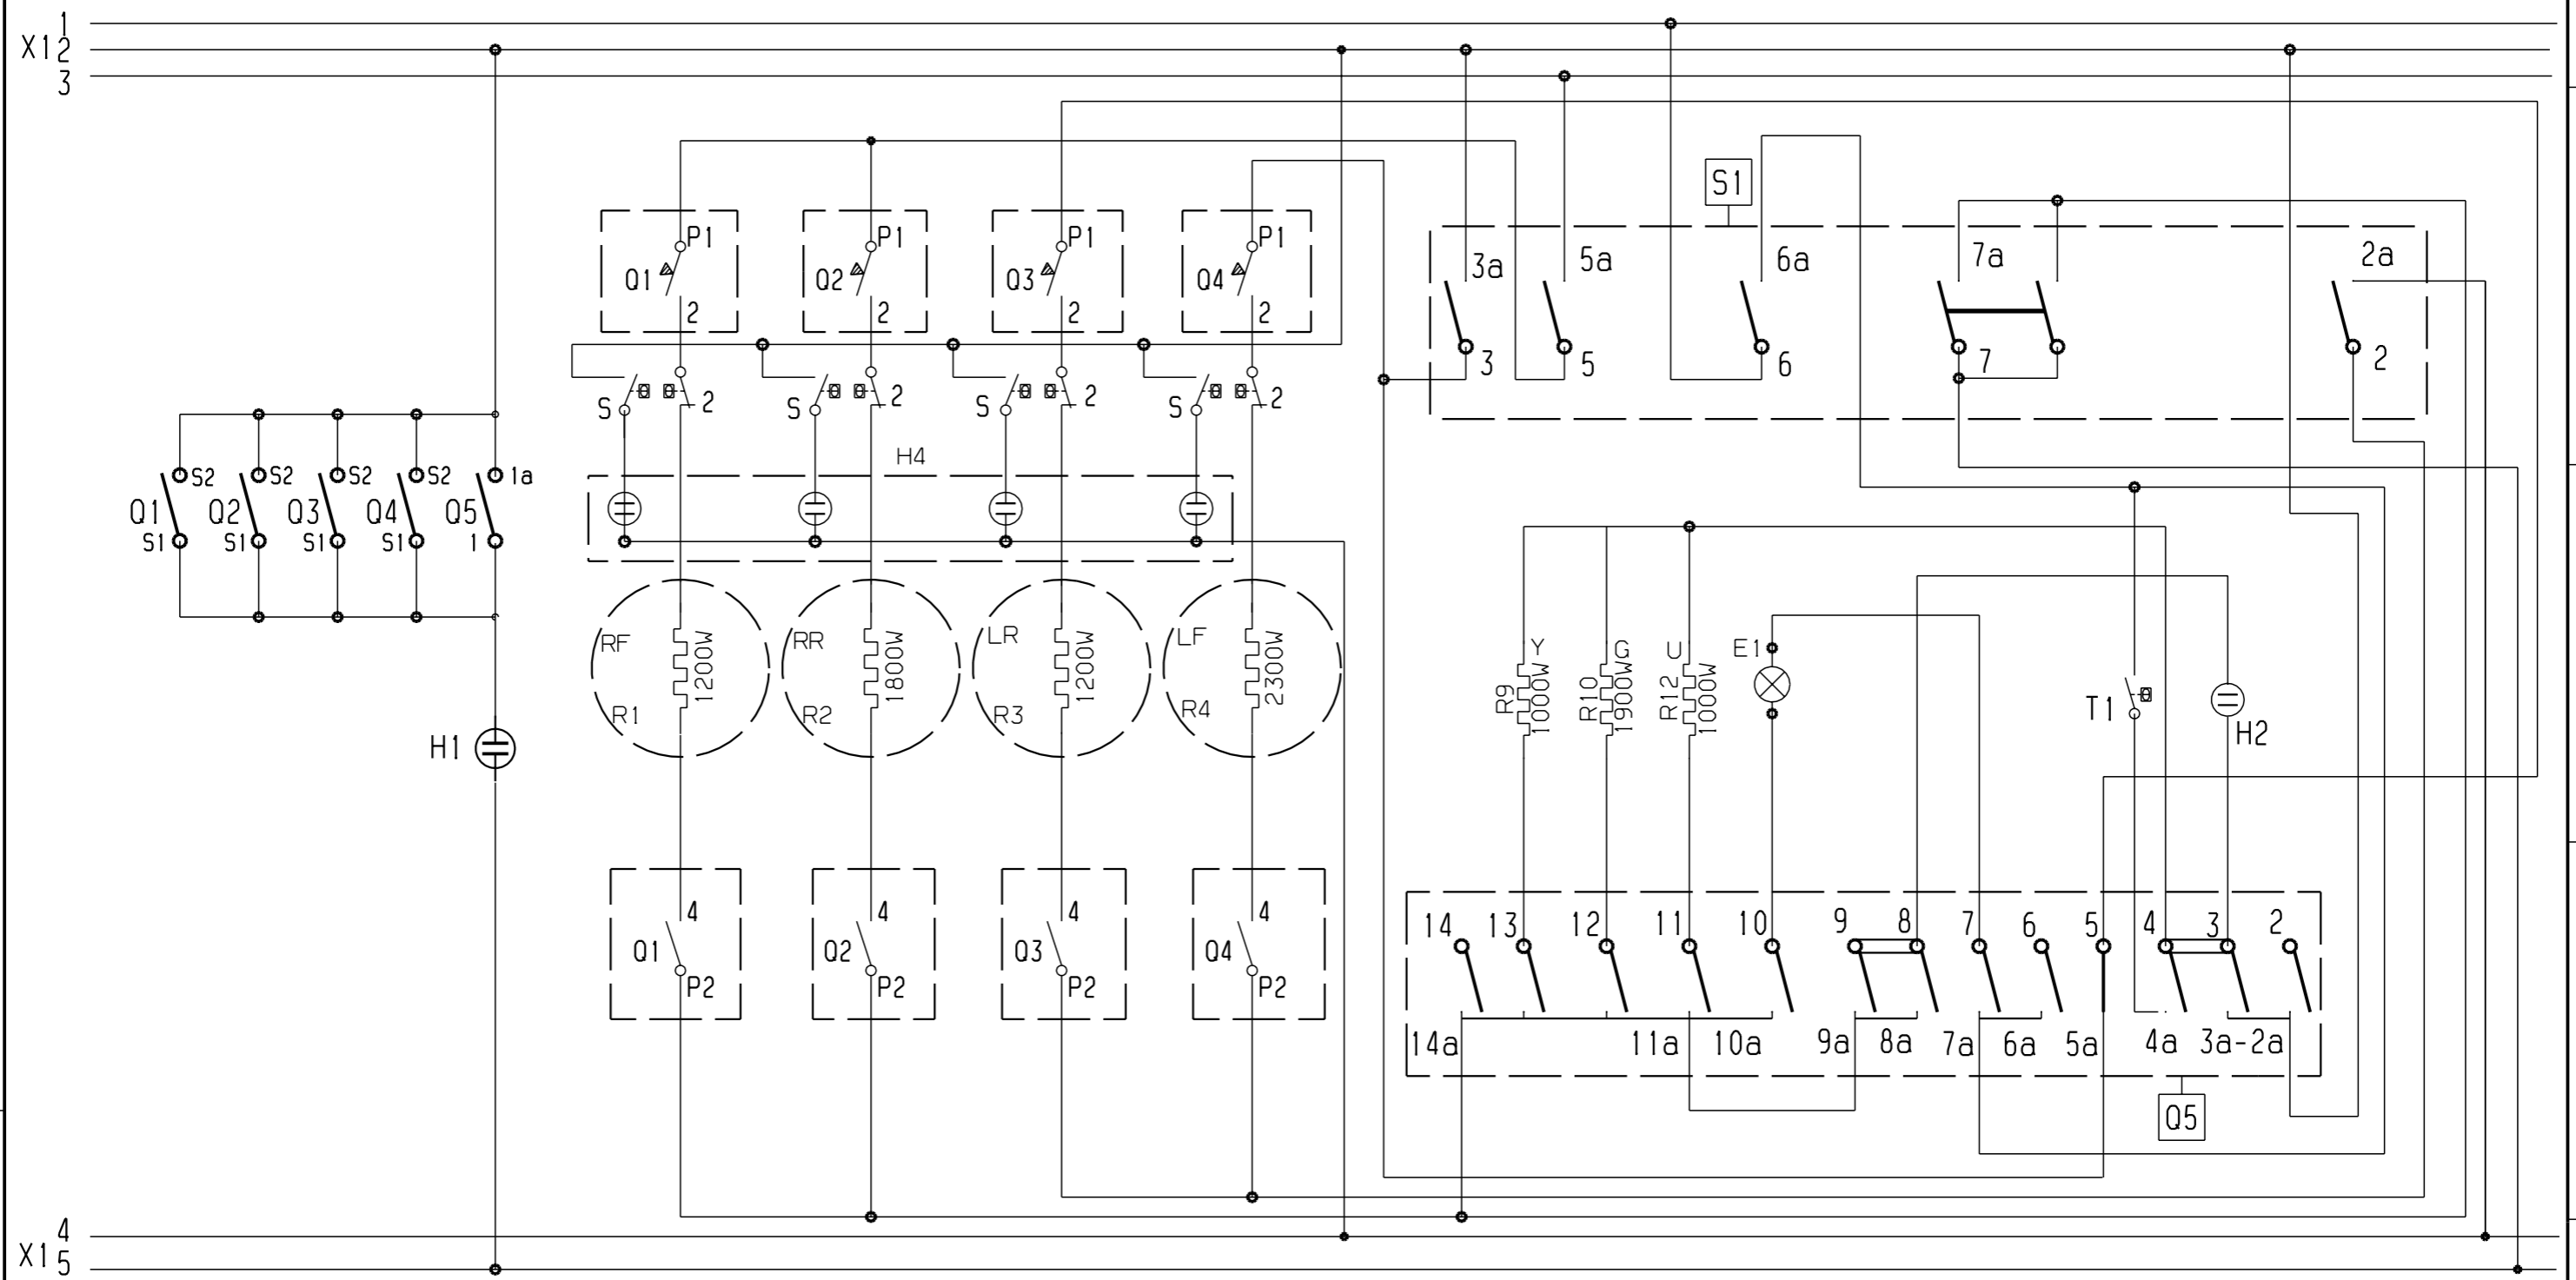 1
X1 2
3
S1
P1 P1 P1 P1
3a 5a 6a 7a 2a
Q1 Q2 Q3 Q4
2 2 2 2
3 5 6 7 2
S 2 S 2 S 2 S 2
H4
S2 S2 S2 S2 1a
Q1 Q2 Q3 Q4 Q5
S1 S1 S1 S1 1
RF 1200W RR 1800W LR 1200W LF 2300W
R1 R2 R3 R4
Y G U E1
R9 1000W R10 1900W R12 1000W
T1 H2
H1
4 4 4 4
Q1 Q2 Q3 Q4
P2 P2 P2 P2
14 13 12 11 10 9 8 7 6 5 4 3 2
14a 11a 10a 9a 8a 7a 6a 5a 4a 3a-2a
Q5
4
X1 5